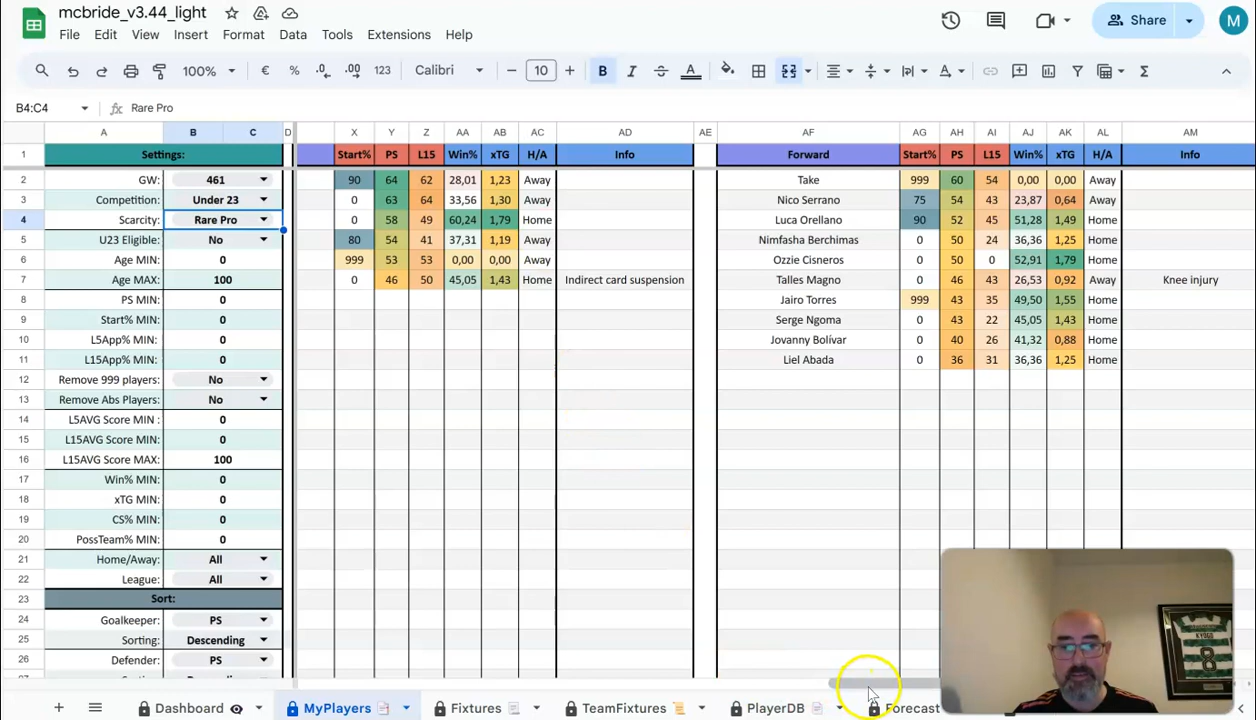 mcbride_v3.44_light
File Edit View Insert Format Data Tools Extensions Help
Share
M
100% € % .0 .00 123 Calibri 10 B I S A Σ
B4:C4 fx Rare Pro
A B C D X Y Z AA AB AC AD AE AF AG AH AI AJ AK AL AM
1 Settings: Start% PS L15 Win% xTG H/A Info Forward Start% PS L15 Win% xTG H/A Info
2 GW: 461 90 64 62 28,01 1,23 Away Take 999 60 54 0,00 0,00 Away
3 Competition: Under 23 0 63 64 33,56 1,30 Away Nico Serrano 75 54 43 23,87 0,64 Away
4 Scarcity: Rare Pro 0 58 49 60,24 1,79 Home Luca Orellano 90 52 45 51,28 1,49 Home
5 U23 Eligible: No 80 54 41 37,31 1,19 Away Nimfasha Berchimas 0 50 24 36,36 1,25 Home
6 Age MIN: 0 999 53 53 0,00 0,00 Away Ozzie Cisneros 0 50 0 52,91 1,79 Home
7 Age MAX: 100 0 46 50 45,05 1,43 Home Indirect card suspension Talles Magno 0 46 43 26,53 0,92 Away Knee injury
8 PS MIN: 0 Jairo Torres 999 43 35 49,50 1,55 Home
9 Start% MIN: 0 Serge Ngoma 0 43 22 45,05 1,43 Home
10 L5App% MIN: 0 Jovanny Bolívar 0 40 26 41,32 0,88 Home
11 L15App% MIN: 0 Liel Abada 0 36 31 36,36 1,25 Home
12 Remove 999 players: No
13 Remove Abs Players: No
14 L5AVG Score MIN : 0
15 L15AVG Score MIN: 0
16 L15AVG Score MAX: 100
17 Win% MIN: 0
18 xTG MIN: 0
19 CS% MIN: 0
20 PossTeam% MIN: 0
21 Home/Away: All
22 League: All
23 Sort:
24 Goalkeeper: PS
25 Sorting: Descending
26 Defender: PS
KYOGO
8
Dashboard MyPlayers Fixtures TeamFixtures PlayerDB Forecast